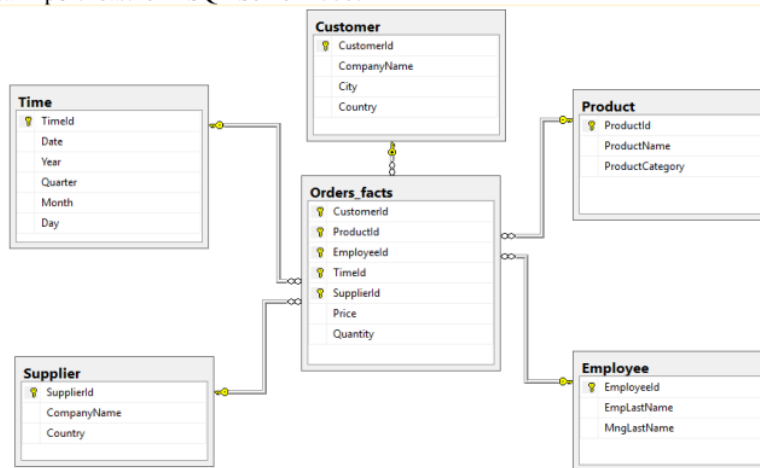 Customer
CustomerId
CompanyName
City
Country
Time
TimeId
Date
Year
Quarter
Month
Day
Product
ProductId
ProductName
ProductCategory
Orders_facts
CustomerId
ProductId
EmployeeId
TimeId
SupplierId
Price
Quantity
Supplier
SupplierId
CompanyName
Country
Employee
EmployeeId
EmpLastName
MngLastName